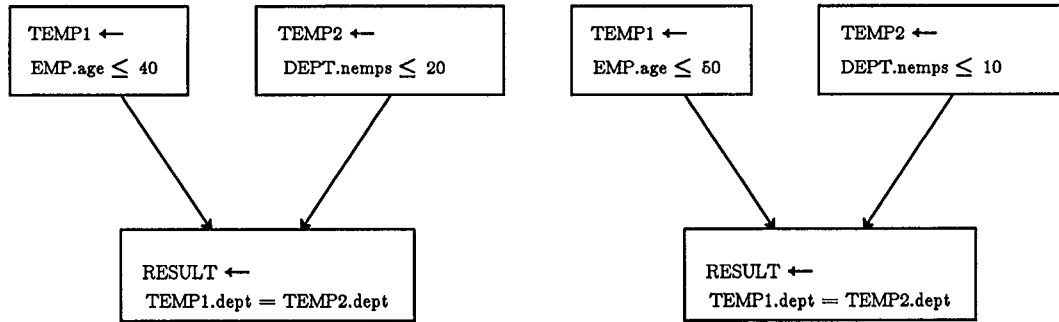 TEMP1 ←
EMP.age ≤ 40
TEMP2 ←
DEPT.nemps ≤ 20
RESULT ←
TEMP1.dept = TEMP2.dept
TEMP1 ←
EMP.age ≤ 50
TEMP2 ←
DEPT.nemps ≤ 10
RESULT ←
TEMP1.dept = TEMP2.dept